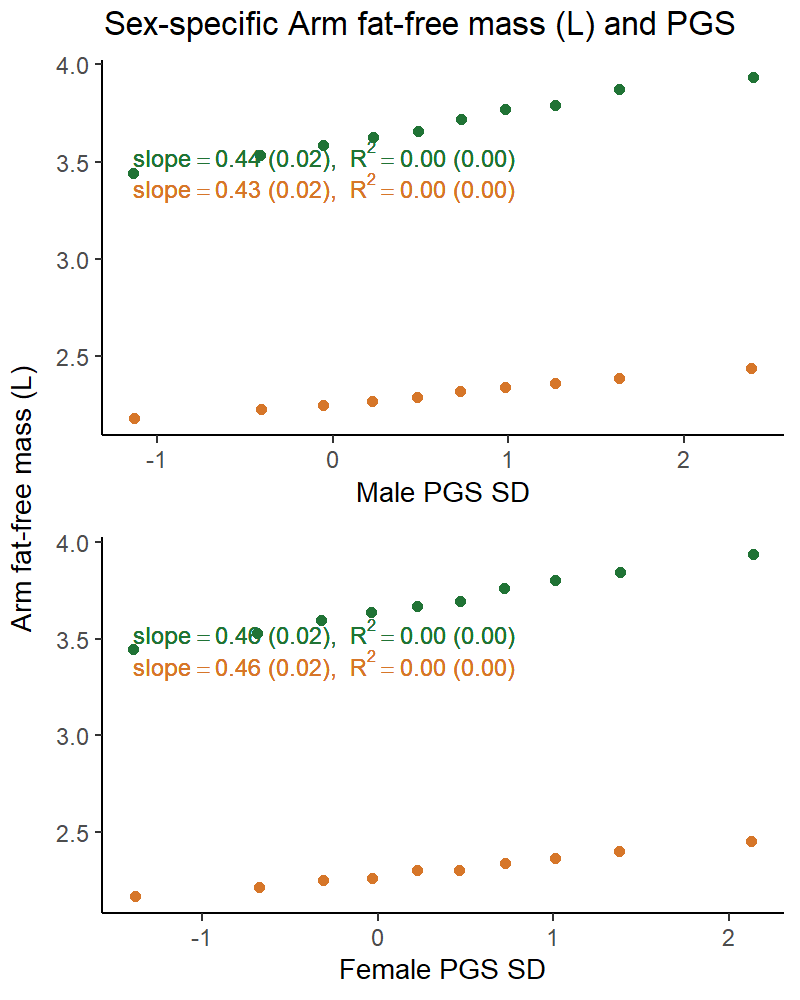 Sex-specific Arm fat-free mass (L) and PGS
4.0
3.5
3.0
2.5
slope = 0.44 (0.02), R² = 0.00 (0.00)
slope = 0.43 (0.02), R² = 0.00 (0.00)
-1 0 1 2
Male PGS SD
Arm fat-free mass (L)
4.0
3.5
3.0
2.5
slope = 0.46 (0.02), R² = 0.00 (0.00)
slope = 0.46 (0.02), R² = 0.00 (0.00)
-1 0 1 2
Female PGS SD